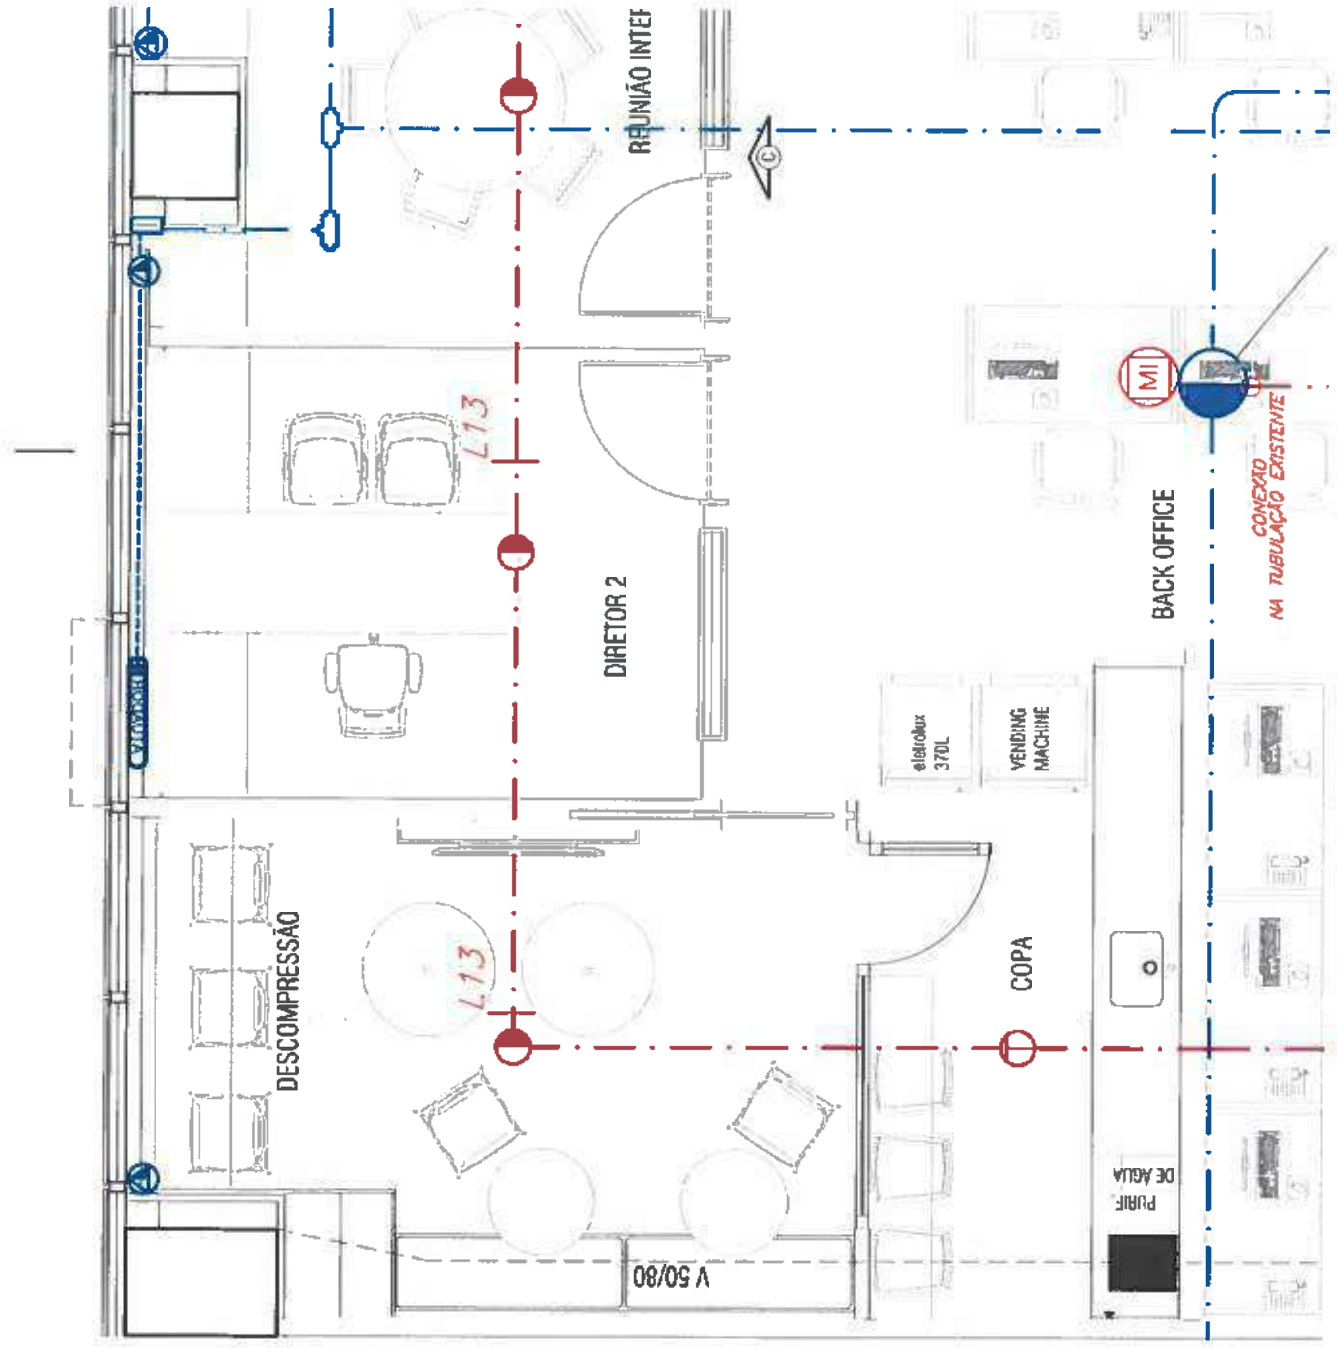 REUNIÃO INTER
C
L13
MI
CONEXÃO
NA TUBULAÇÃO EXISTENTE
BACK OFFICE
DIRETOR 2
eletrolux
370L
VENDING
MACHINE
DESCOMPRESSÃO
L13
COPA
PURIF.
DE ÁGUA
V 50/80